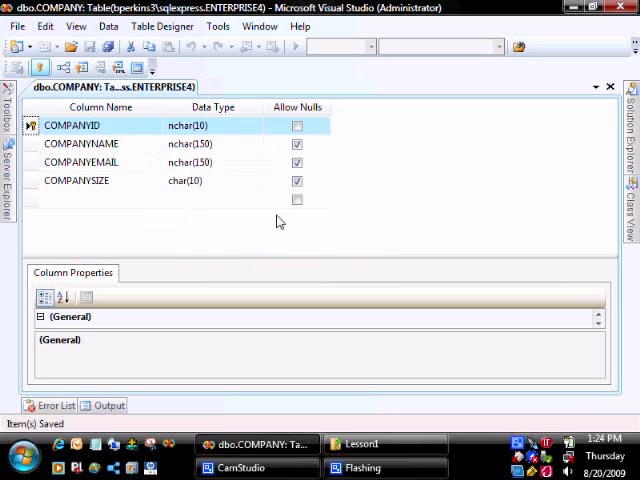 dbo.COMPANY: Table(bperkins3\sqlexpress.ENTERPRISE4) - Microsoft Visual Studio (Administrator)
File Edit View Data Table Designer Tools Window Help
dbo.COMPANY: Ta...ss.ENTERPRISE4)
Toolbox
Server Explorer
Column Name Data Type Allow Nulls
COMPANYID nchar(10)
COMPANYNAME nchar(150)
COMPANYEMAIL nchar(150)
COMPANYSIZE char(10)
Solution Explorer
Class View
Column Properties
(General)
(General)
Error List Output
Item(s) Saved
dbo.COMPANY: Ta... Lesson1
CamStudio Flashing
1:24 PM
Thursday
8/20/2009